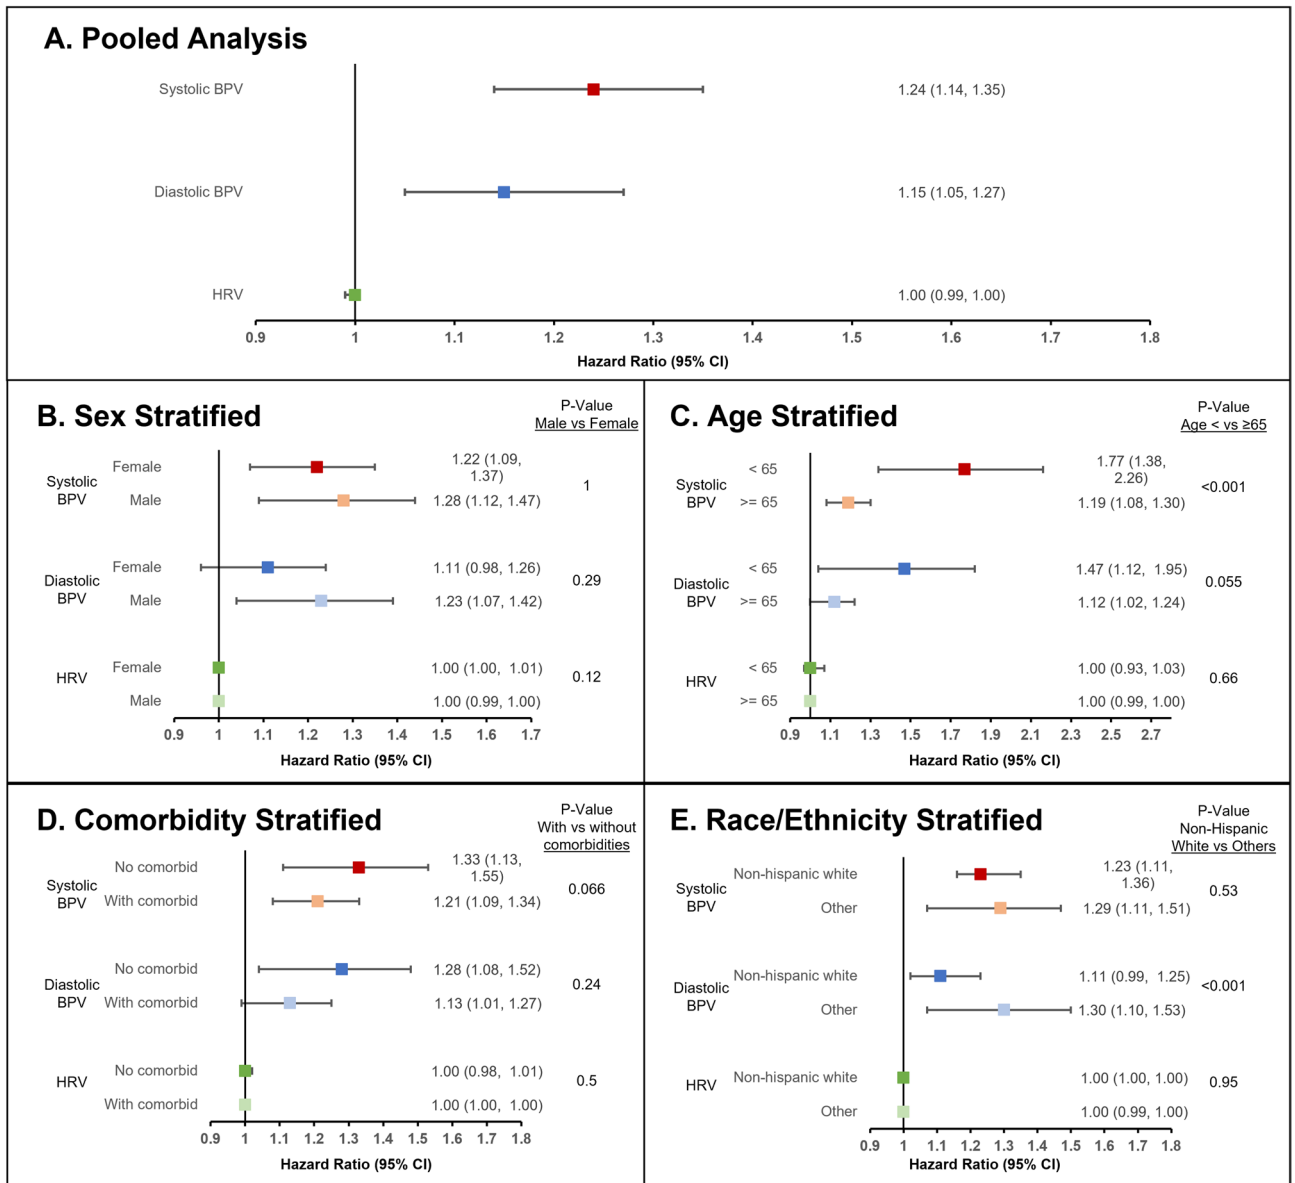 A. Pooled Analysis
Systolic BPV
1.24 (1.14, 1.35)
Diastolic BPV
1.15 (1.05, 1.27)
HRV
1.00 (0.99, 1.00)
0.9 1 1.1 1.2 1.3 1.4 1.5 1.6 1.7 1.8
Hazard Ratio (95% CI)
B. Sex Stratified
P-Value
Male vs Female
Systolic
BPV
Female
1.22 (1.09,
1.37)
Male
1.28 (1.12, 1.47)
1
Diastolic
BPV
Female
1.11 (0.98, 1.26)
Male
1.23 (1.07, 1.42)
0.29
HRV
Female
1.00 (1.00, 1.01)
Male
1.00 (0.99, 1.00)
0.12
0.9 1 1.1 1.2 1.3 1.4 1.5 1.6 1.7
Hazard Ratio (95% CI)
C. Age Stratified
P-Value
Age < vs ≥65
Systolic
BPV
< 65
1.77 (1.38,
2.26)
>= 65
1.19 (1.08, 1.30)
<0.001
Diastolic
BPV
< 65
1.47 (1.12, 1.95)
>= 65
1.12 (1.02, 1.24)
0.055
HRV
< 65
1.00 (0.93, 1.03)
>= 65
1.00 (0.99, 1.00)
0.66
0.9 1.1 1.3 1.5 1.7 1.9 2.1 2.3 2.5 2.7
Hazard Ratio (95% CI)
D. Comorbidity Stratified
P-Value
With vs without
comorbidities
Systolic
BPV
No comorbid
1.33 (1.13,
1.55)
With comorbid
1.21 (1.09, 1.34)
0.066
Diastolic
BPV
No comorbid
1.28 (1.08, 1.52)
With comorbid
1.13 (1.01, 1.27)
0.24
HRV
No comorbid
1.00 (0.98, 1.01)
With comorbid
1.00 (1.00, 1.00)
0.5
0.9 1 1.1 1.2 1.3 1.4 1.5 1.6 1.7 1.8
Hazard Ratio (95% CI)
E. Race/Ethnicity Stratified
P-Value
Non-Hispanic
White vs Others
Systolic
BPV
Non-hispanic white
1.23 (1.11,
1.36)
Other
1.29 (1.11, 1.51)
0.53
Diastolic
BPV
Non-hispanic white
1.11 (0.99, 1.25)
Other
1.30 (1.10, 1.53)
<0.001
HRV
Non-hispanic white
1.00 (1.00, 1.00)
Other
1.00 (0.99, 1.00)
0.95
0.9 1 1.1 1.2 1.3 1.4 1.5 1.6 1.7 1.8
Hazard Ratio (95% CI)